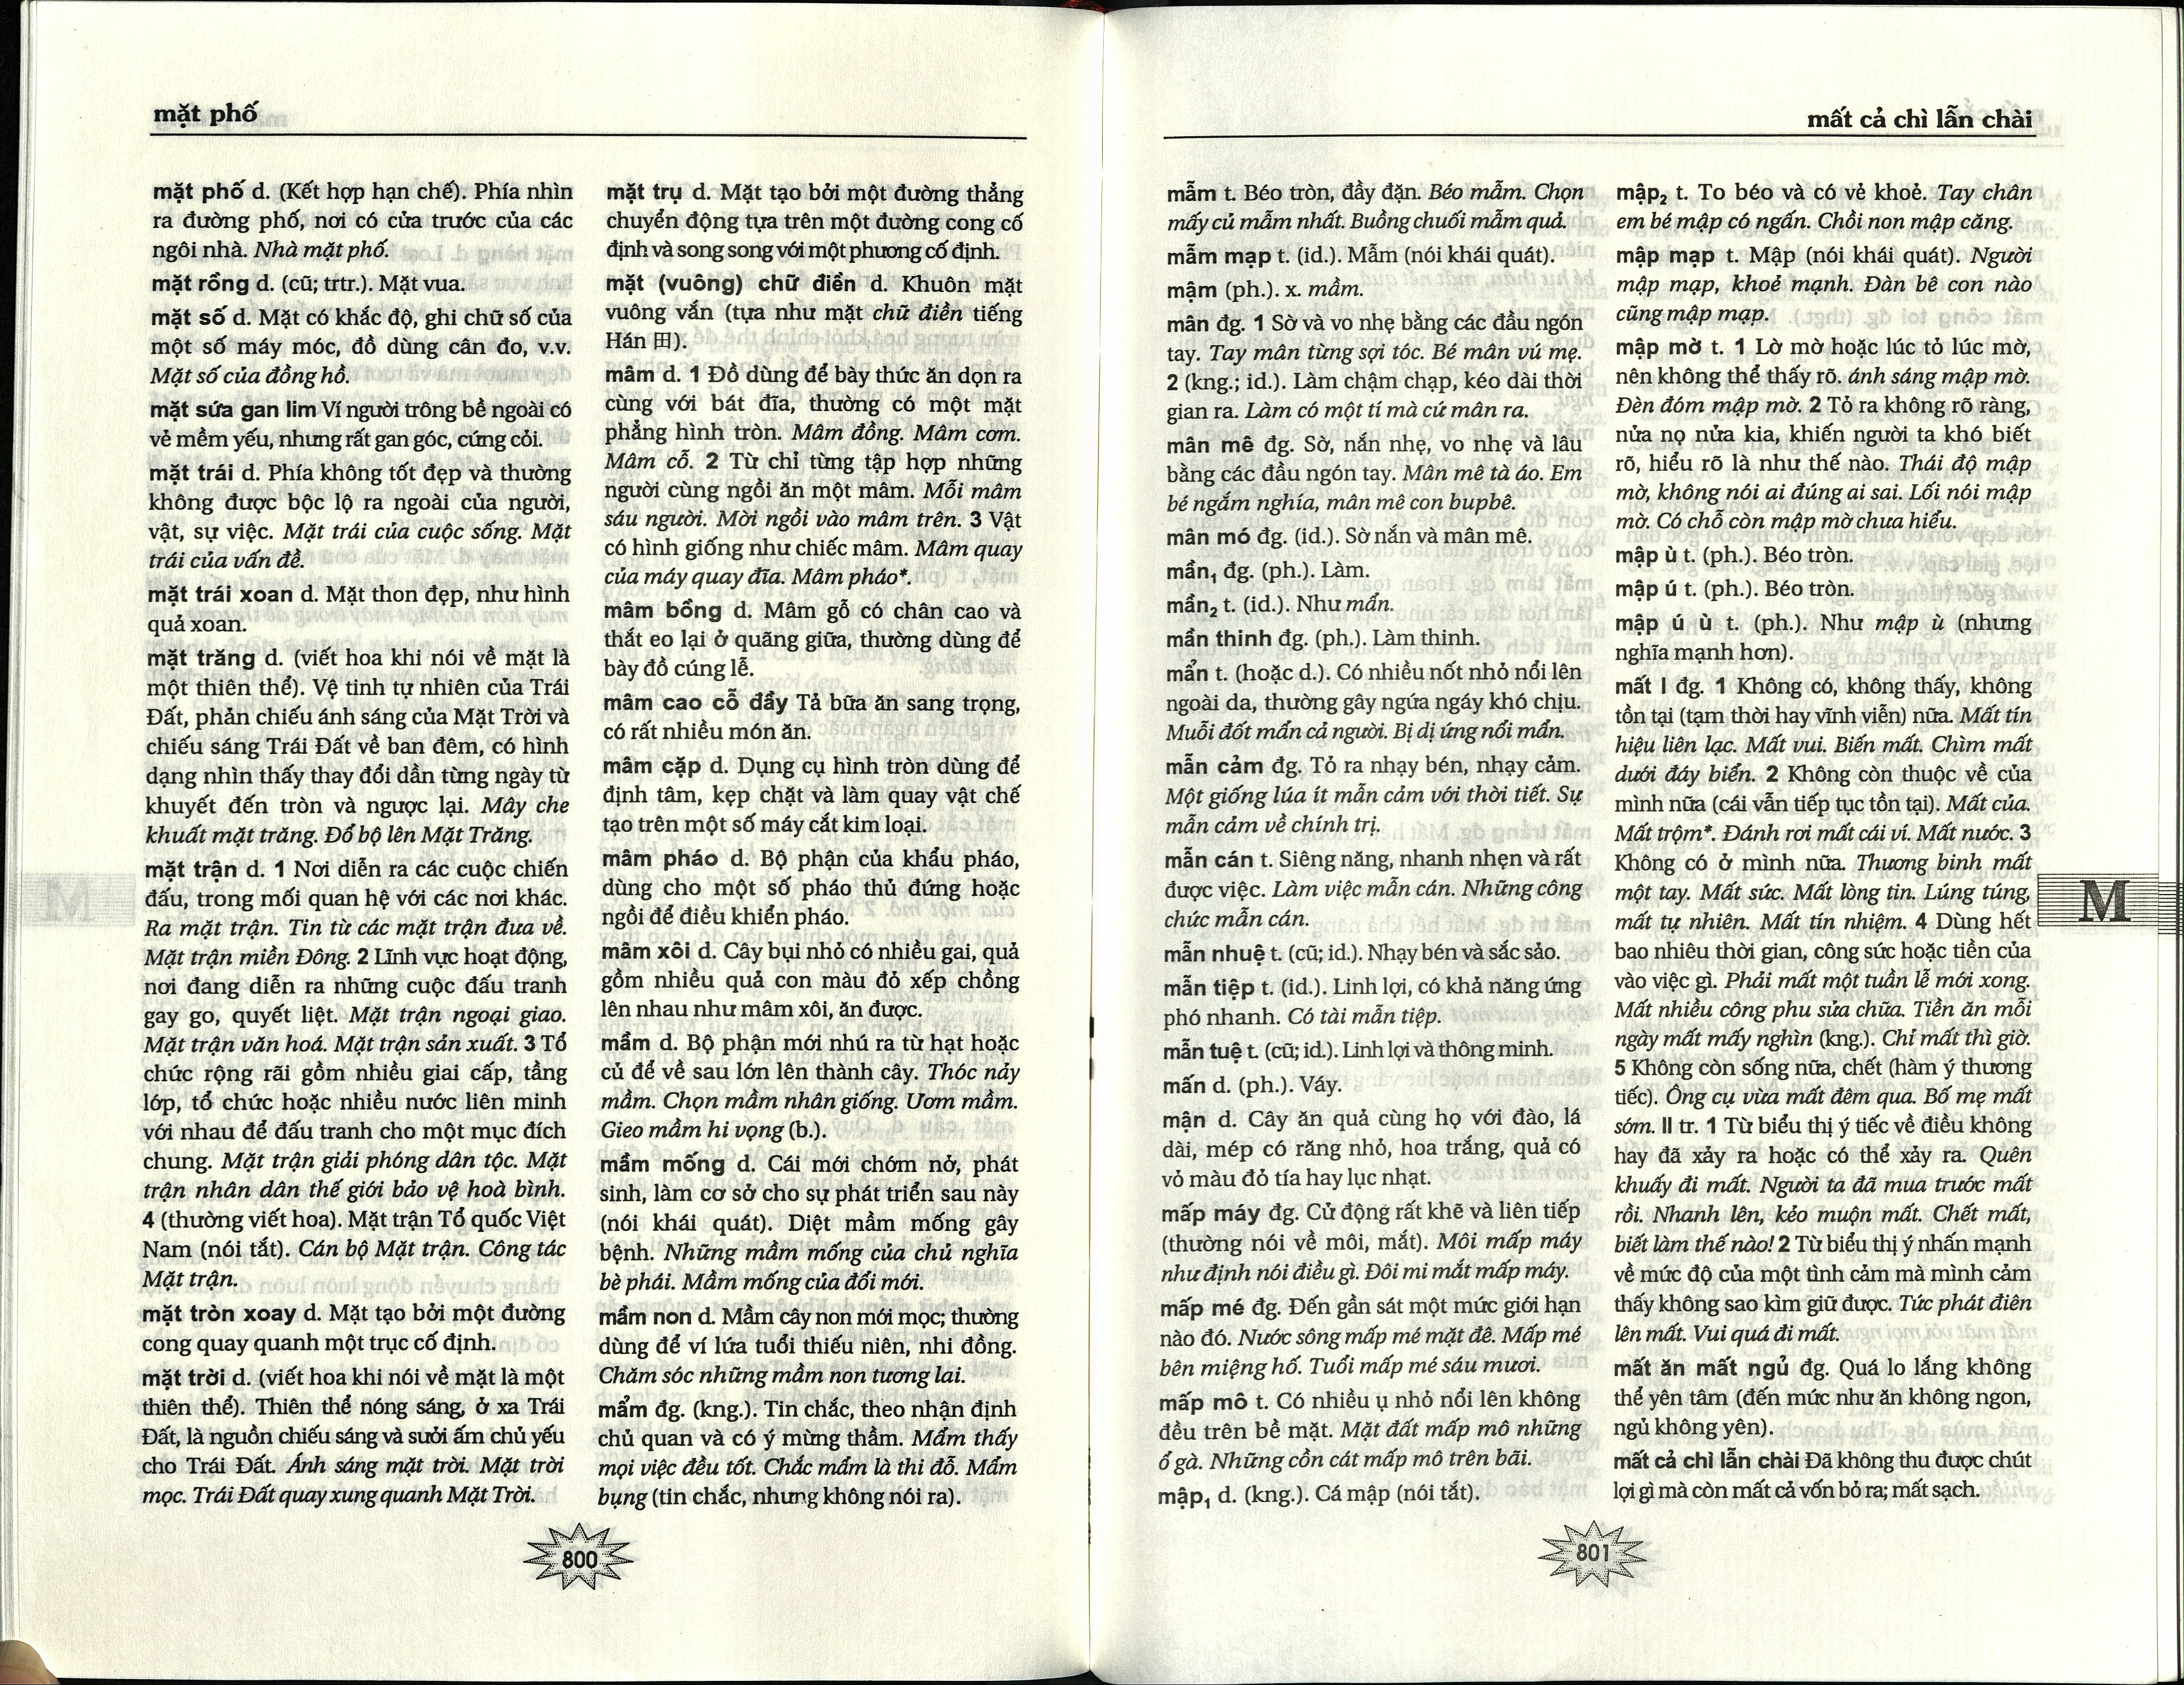 mặt phố
mặt phố d. (Kết hợp hạn chế). Phía nhìn
ra đường phố, nơi có cửa trước của các
ngôi nhà. Nhà mặt phố.
mặt rồng d. (cũ; trtr.). Mặt vua.
mặt số d. Mặt có khắc độ, ghi chữ số của
một số máy móc, đồ dùng cân đo, v.v.
Mặt số của đồng hồ.
mặt sứa gan lim Ví người trông bề ngoài có
vẻ mềm yếu, nhưng rất gan góc, cứng cỏi.
mặt trái d. Phía không tốt đẹp và thường
không được bộc lộ ra ngoài của người,
vật, sự việc. Mặt trái của cuộc sống. Mặt
trái của vấn đề.
mặt trái xoan d. Mặt thon đẹp, như hình
quả xoan.
mặt trăng d. (viết hoa khi nói về mặt là
một thiên thể). Vệ tinh tự nhiên của Trái
Đất, phản chiếu ánh sáng của Mặt Trời và
chiếu sáng Trái Đất về ban đêm, có hình
dạng nhìn thấy thay đổi dần từng ngày từ
khuyết đến tròn và ngược lại. Mây che
khuất mặt trăng. Đổ bộ lên Mặt Trăng.
mặt trận d. 1 Nơi diễn ra các cuộc chiến
đấu, trong mối quan hệ với các nơi khác.
Ra mặt trận. Tin từ các mặt trận đưa về.
Mặt trận miền Đông. 2 Lĩnh vực hoạt động,
nơi đang diễn ra những cuộc đấu tranh
gay go, quyết liệt. Mặt trận ngoại giao.
Mặt trận văn hoá. Mặt trận sản xuất. 3 Tổ
chức rộng rãi gồm nhiều giai cấp, tầng
lớp, tổ chức hoặc nhiều nước liên minh
với nhau để đấu tranh cho một mục đích
chung. Mặt trận giải phóng dân tộc. Mặt
trận nhân dân thế giới bảo vệ hoà bình.
4 (thường viết hoa). Mặt trận Tổ quốc Việt
Nam (nói tắt). Cán bộ Mặt trận. Công tác
Mặt trận.
mặt tròn xoay d. Mặt tạo bởi một đường
cong quay quanh một trục cố định.
mặt trời d. (viết hoa khi nói về mặt là một
thiên thể). Thiên thể nóng sáng, ở xa Trái
Đất, là nguồn chiếu sáng và sưởi ấm chủ yếu
cho Trái Đất. Ánh sáng mặt trời. Mặt trời
mọc. Trái Đất quay xung quanh Mặt Trời.
mặt trụ d. Mặt tạo bởi một đường thẳng
chuyển động tựa trên một đường cong cố
định và song song với một phương cố định.
mặt (vuông) chữ điền d. Khuôn mặt
vuông vắn (tựa như mặt chữ điền tiếng
Hán 田).
mâm d. 1 Đồ dùng để bày thức ăn dọn ra
cùng với bát đĩa, thường có một mặt
phẳng hình tròn. Mâm đồng. Mâm cơm.
Mâm cỗ. 2 Từ chỉ từng tập hợp những
người cùng ngồi ăn một mâm. Mỗi mâm
sáu người. Mời ngồi vào mâm trên. 3 Vật
có hình giống như chiếc mâm. Mâm quay
của máy quay đĩa. Mâm pháo*.
mâm bồng d. Mâm gỗ có chân cao và
thắt eo lại ở quãng giữa, thường dùng để
bày đồ cúng lễ.
mâm cao cỗ đầy Tả bữa ăn sang trọng,
có rất nhiều món ăn.
mâm cặp d. Dụng cụ hình tròn dùng để
định tâm, kẹp chặt và làm quay vật chế
tạo trên một số máy cắt kim loại.
mâm pháo d. Bộ phận của khẩu pháo,
dùng cho một số pháo thủ đứng hoặc
ngồi để điều khiển pháo.
mâm xôi d. Cây bụi nhỏ có nhiều gai, quả
gồm nhiều quả con màu đỏ xếp chồng
lên nhau như mâm xôi, ăn được.
mầm d. Bộ phận mới nhú ra từ hạt hoặc
củ để về sau lớn lên thành cây. Thóc nảy
mầm. Chọn mầm nhân giống. Ươm mầm.
Gieo mầm hi vọng (b.).
mầm mống d. Cái mới chớm nở, phát
sinh, làm cơ sở cho sự phát triển sau này
(nói khái quát). Diệt mầm mống gây
bệnh. Những mầm mống của chủ nghĩa
bè phái. Mầm mống của đổi mới.
mầm non d. Mầm cây non mới mọc; thường
dùng để ví lứa tuổi thiếu niên, nhi đồng.
Chăm sóc những mầm non tương lai.
mẩm đg. (kng.). Tin chắc, theo nhận định
chủ quan và có ý mừng thầm. Mẩm thấy
mọi việc đều tốt. Chắc mẩm là thi đỗ. Mẩm
bụng (tin chắc, nhưng không nói ra).
800
mất cả chì lẫn chài
mẫm t. Béo tròn, đầy đặn. Béo mẫm. Chọn
mấy củ mẫm nhất. Buồng chuối mẫm quả.
mẫm mạp t. (id.). Mẫm (nói khái quát).
mậm (ph.). x. mầm.
mân đg. 1 Sờ và vo nhẹ bằng các đầu ngón
tay. Tay mân từng sợi tóc. Bé mân vú mẹ.
2 (kng.; id.). Làm chậm chạp, kéo dài thời
gian ra. Làm có một tí mà cứ mân ra.
mân mê đg. Sờ, nắn nhẹ, vo nhẹ và lâu
bằng các đầu ngón tay. Mân mê tà áo. Em
bé ngắm nghía, mân mê con bupbê.
mân mó đg. (id.). Sờ nắn và mân mê.
mần₁ đg. (ph.). Làm.
mần₂ t. (id.). Như mẩn.
mần thinh đg. (ph,). Làm thinh.
mẩn t. (hoặc d.). Có nhiều nốt nhỏ nổi lên
ngoài da, thường gây ngứa ngáy khó chịu.
Muỗi đốt mẩn cả người. Bị dị ứng nổi mẩn.
mẫn cảm đg. Tỏ ra nhạy bén, nhạy cảm.
Một giống lúa ít mẫn cảm với thời tiết. Sự
mẫn cảm về chính trị.
mẫn cán t. Siêng năng, nhanh nhẹn và rất
được việc. Làm việc mẫn cán. Những công
chức mẫn cán.
mẫn nhuệ t. (cũ; id.). Nhạy bén và sắc sảo.
mẫn tiệp t. (id.). Linh lợi, có khả năng ứng
phó nhanh. Có tài mẫn tiệp.
mẫn tuệ t. (cũ; id.). Linh lợi và thông minh.
mấn d. (ph.). Váy.
mận d. Cây ăn quả cùng họ với đào, lá
dài, mép có răng nhỏ, hoa trắng, quả có
vỏ màu đỏ tía hay lục nhạt.
mấp máy đg. Cử động rất khẽ và liên tiếp
(thường nói về môi, mắt). Môi mấp máy
như định nói điều gì. Đôi mi mắt mấp máy.
mấp mé đg. Đến gần sát một mức giới hạn
nào đó. Nước sông mấp mé mặt đê. Mấp mé
bên miệng hố. Tuổi mấp mé sáu mươi.
mấp mô t. Có nhiều ụ nhỏ nổi lên không
đều trên bề mặt. Mặt đất mấp mô những
ổ gà. Những cồn cát mấp mô trên bãi.
mập₁ d. (kng.). Cá mập (nói tắt).
mập₂ t. To béo và có vẻ khoẻ. Tay chân
em bé mập có ngấn. Chồi non mập căng.
mập mạp t. Mập (nói khái quát). Người
mập mạp, khoẻ mạnh. Đàn bê con nào
cũng mập mạp.
mập mờ t. 1 Lờ mờ hoặc lúc tỏ lúc mờ,
nên không thể thấy rõ. ánh sáng mập mờ.
Đèn đóm mập mờ. 2 Tỏ ra không rõ ràng,
nửa nọ nửa kia, khiến người ta khó biết
rõ, hiểu rõ là như thế nào. Thái độ mập
mờ, không nói ai đúng ai sai. Lối nói mập
mờ. Có chỗ còn mập mờ chưa hiểu.
mập ù t. (ph.). Béo tròn.
mập ú t. (ph.). Béo tròn.
mập ú ù t. (ph.). Như mập ù (nhưng
nghĩa mạnh hơn).
mất I đg. 1 Không có, không thấy, không
tồn tại (tạm thời hay vĩnh viễn) nữa. Mất tín
hiệu liên lạc. Mất vui. Biến mất. Chìm mất
dưới đáy biển. 2 Không còn thuộc về của
mình nữa (cái vẫn tiếp tục tồn tại). Mất của.
Mất trộm*. Đánh rơi mất cái ví. Mất nước. 3
Không có ở mình nữa. Thương binh mất
một tay. Mất sức. Mất lòng tin. Lúng túng,
mất tự nhiên. Mất tín nhiệm. 4 Dùng hết
bao nhiêu thời gian, công sức hoặc tiền của
vào việc gì. Phải mất một tuần lễ mới xong.
Mất nhiều công phu sửa chữa. Tiền ăn mỗi
ngày mất mấy nghìn (kng.). Chỉ mất thì giờ.
5 Không còn sống nữa, chết (hàm ý thương
tiếc). Ông cụ vừa mất đêm qua. Bố mẹ mất
sớm. II tr. 1 Từ biểu thị ý tiếc về điều không
hay đã xảy ra hoặc có thể xảy ra. Quên
khuấy đi mất. Người ta đã mua trước mất
rồi. Nhanh lên, kẻo muộn mất. Chết mất,
biết làm thế nào! 2 Từ biểu thị ý nhấn mạnh
về mức độ của một tình cảm mà mình cảm
thấy không sao kìm giữ được. Tức phát điên
lên mất. Vui quá đi mất.
mất ăn mất ngủ đg. Quá lo lắng không
thể yên tâm (đến mức như ăn không ngon,
ngủ không yên).
mất cả chì lẫn chài Đã không thu được chút
lợi gì mà còn mất cả vốn bỏ ra; mất sạch.
M
801